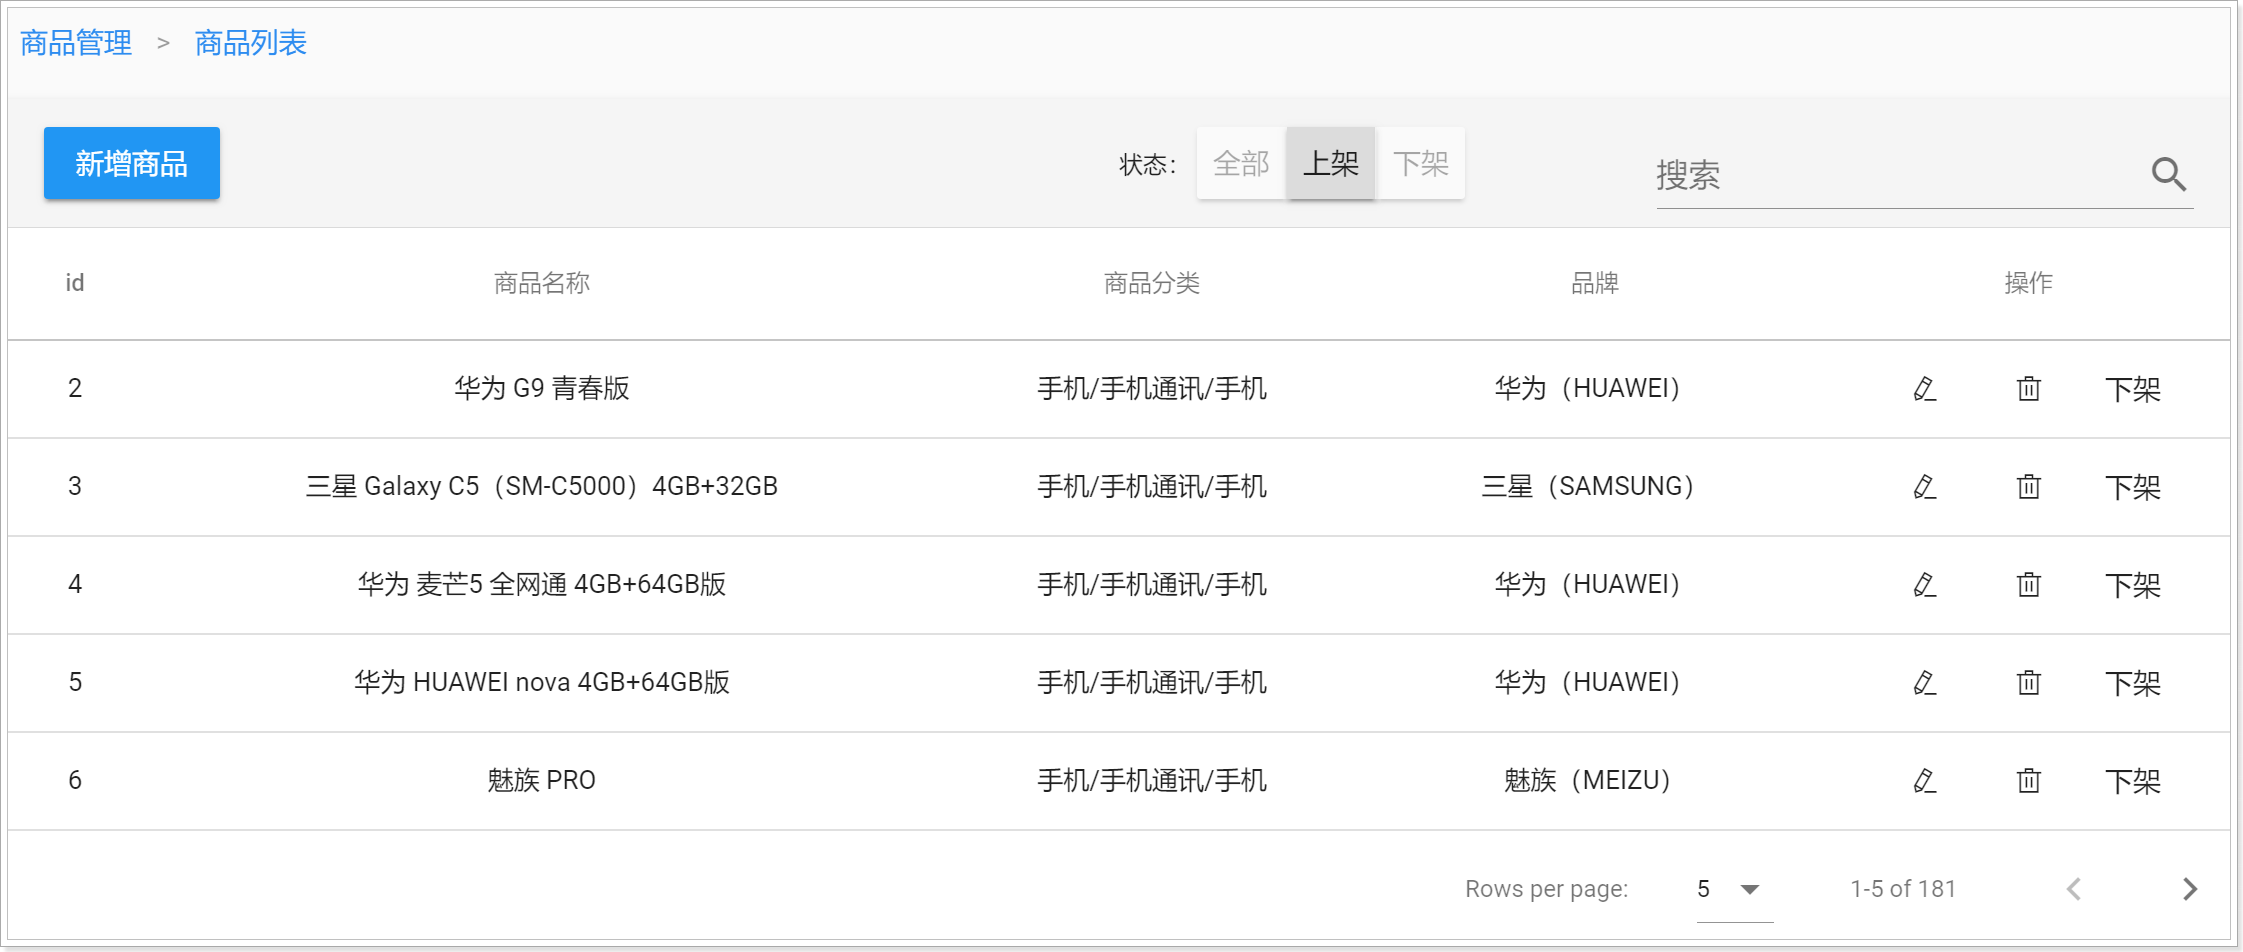 商品管理 > 商品列表
新增商品 状态： 全部 上架 下架 搜索
id 商品名称 商品分类 品牌 操作
2 华为 G9 青春版 手机/手机通讯/手机 华为（HUAWEI） 下架
3 三星 Galaxy C5（SM-C5000）4GB+32GB 手机/手机通讯/手机 三星（SAMSUNG） 下架
4 华为 麦芒5 全网通 4GB+64GB版 手机/手机通讯/手机 华为（HUAWEI） 下架
5 华为 HUAWEI nova 4GB+64GB版 手机/手机通讯/手机 华为（HUAWEI） 下架
6 魅族 PRO 手机/手机通讯/手机 魅族（MEIZU） 下架
Rows per page: 5 1-5 of 181